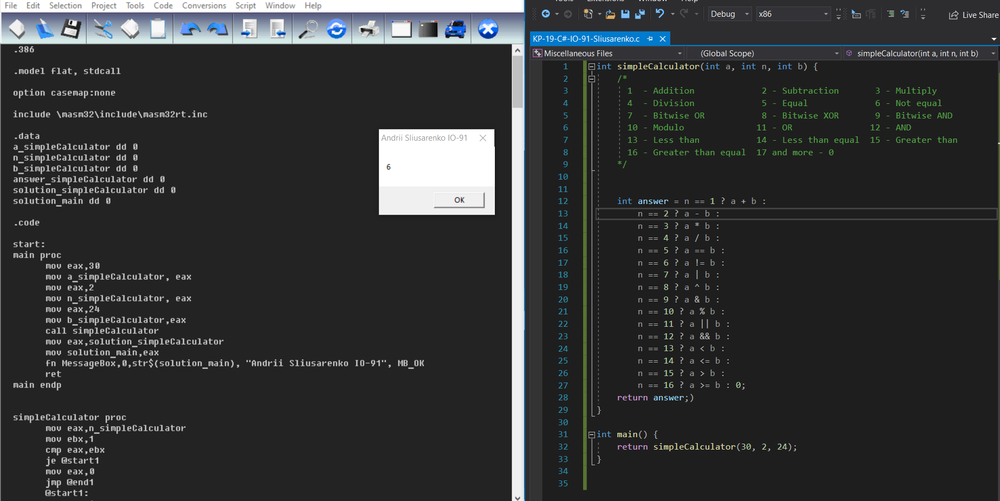 File Edit Selection Project Tools Code Conversions Script Window Help
.386
.model flat, stdcall
option casemap:none
include \masm32\include\masm32rt.inc
.data
a_simpleCalculator dd 0
n_simpleCalculator dd 0
b_simpleCalculator dd 0
answer_simpleCalculator dd 0
solution_simpleCalculator dd 0
solution_main dd 0
.code
start:
main proc
mov eax,30
mov a_simpleCalculator, eax
mov eax,2
mov n_simpleCalculator, eax
mov eax,24
mov b_simpleCalculator,eax
call simpleCalculator
mov eax,solution_simpleCalculator
mov solution_main,eax
fn MessageBox,0,str$(solution_main), "Andrii Sliusarenko IO-91", MB_OK
ret
main endp
simpleCalculator proc
mov eax,n_simpleCalculator
mov ebx,1
cmp eax,ebx
je @start1
mov eax,0
jmp @end1
@start1:
Andrii Sliusarenko IO-91
6
OK
Tools Extensions Window Help
Debug x86 Live Share
KP-19-C#-IO-91-Sliusarenko.c
Miscellaneous Files (Global Scope) simpleCalculator(int a, int n, int b)
1 int simpleCalculator(int a, int n, int b) {
2 /*
3 1 - Addition 2 - Subtraction 3 - Multiply
4 4 - Division 5 - Equal 6 - Not equal
5 7 - Bitwise OR 8 - Bitwise XOR 9 - Bitwise AND
6 10 - Modulo 11 - OR 12 - AND
7 13 - Less than 14 - Less than equal 15 - Greater than
8 16 - Greater than equal 17 and more - 0
9 */
10
11
12 int answer = n == 1 ? a + b :
13 n == 2 ? a - b :
14 n == 3 ? a * b :
15 n == 4 ? a / b :
16 n == 5 ? a == b :
17 n == 6 ? a != b :
18 n == 7 ? a | b :
19 n == 8 ? a ^ b :
20 n == 9 ? a & b :
21 n == 10 ? a % b :
22 n == 11 ? a || b :
23 n == 12 ? a && b :
24 n == 13 ? a < b :
25 n == 14 ? a <= b :
26 n == 15 ? a > b :
27 n == 16 ? a >= b : 0;
28 return answer;)
29 }
30
31 int main() {
32 return simpleCalculator(30, 2, 24);
33 }
34
35